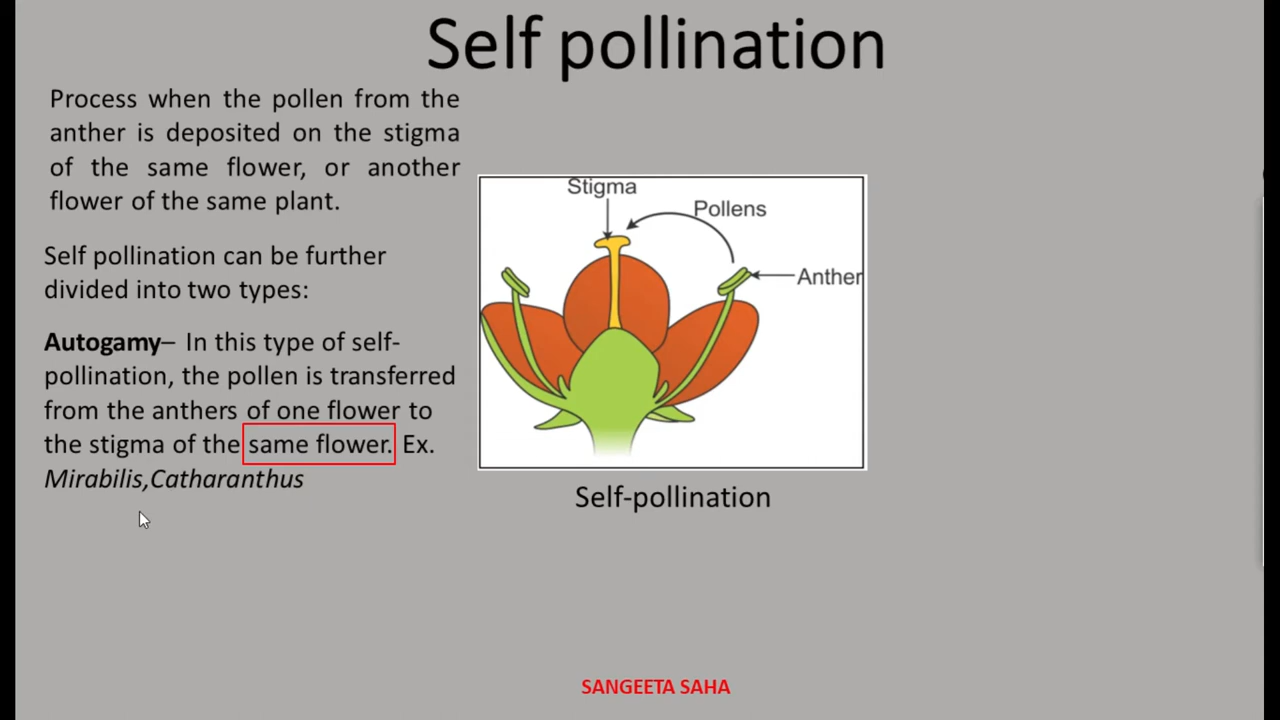 Self pollination
Process when the pollen from the
anther is deposited on the stigma
of the same flower, or another
flower of the same plant.
Self pollination can be further
divided into two types:
Autogamy– In this type of self-
pollination, the pollen is transferred
from the anthers of one flower to
the stigma of the same flower. Ex.
Mirabilis,Catharanthus
Stigma
Pollens
Anther
Self-pollination
SANGEETA SAHA